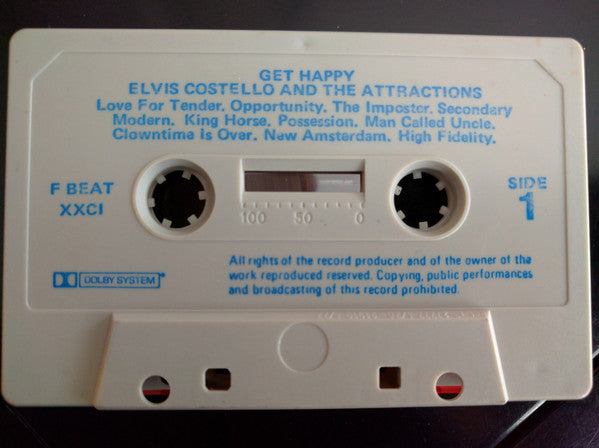 GET HAPPY
ELVIS COSTELLO AND THE ATTRACTIONS
Love For Tender. Opportunity. The Imposter. Secondary
Modern. King Horse. Possession. Man Called Uncle.
Clowntime Is Over. New Amsterdam. High Fidelity.
F BEAT
XXCI
SIDE
1
100 50 0
All rights of the record producer and of the owner of the
work reproduced reserved. Copying, public performances
and broadcasting of this record prohibited.
DOLBY SYSTEM